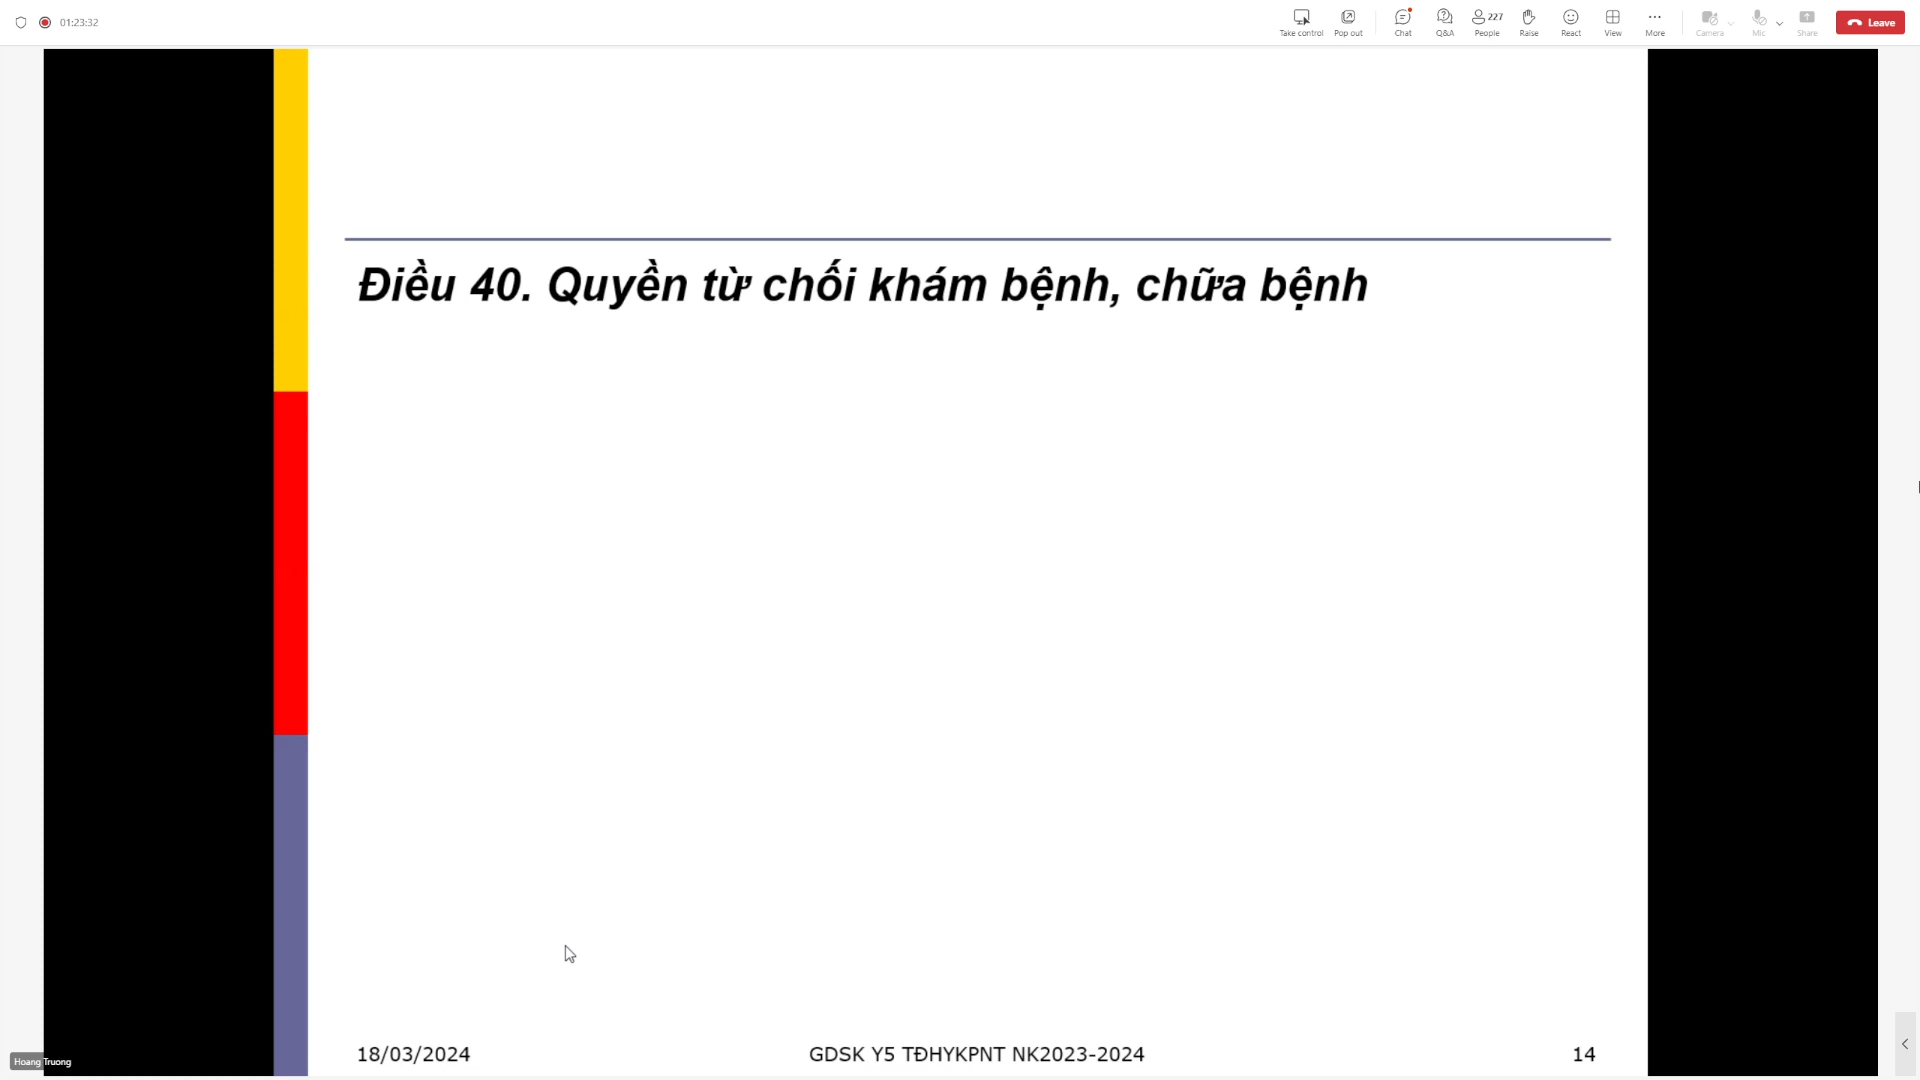 01:23:32
Take control
Pop out
Chat
Q&A
227
People
Raise
React
View
More
Camera
Mic
Share
Leave
Điều 40. Quyền từ chối khám bệnh, chữa bệnh
18/03/2024
GDSK Y5 TĐHYKPNT NK2023-2024
14
Hoang Truong